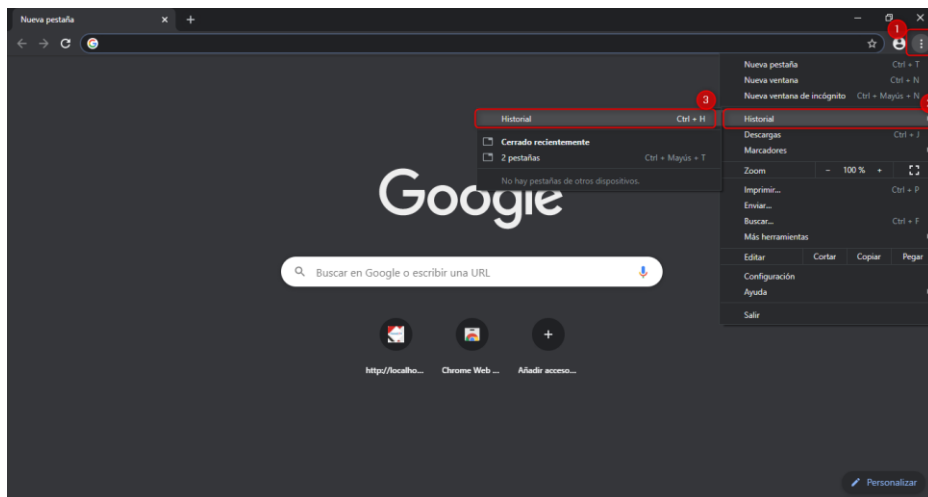 Nueva pestaña
1
Nueva pestaña Ctrl + T
Nueva ventana Ctrl + N
Nueva ventana de incógnito Ctrl + Mayús + N
3
2
Historial Ctrl + H
Historial
Cerrado recientemente
Descargas Ctrl + J
2 pestañas Ctrl + Mayús + T
Marcadores
No hay pestañas de otros dispositivos.
Zoom - 100 % +
Google
Imprimir... Ctrl + P
Enviar...
Buscar... Ctrl + F
Más herramientas
Editar Cortar Copiar Pegar
Buscar en Google o escribir una URL
Configuración
Ayuda
Salir
http://localho... Chrome Web ... Añadir acceso...
Personalizar